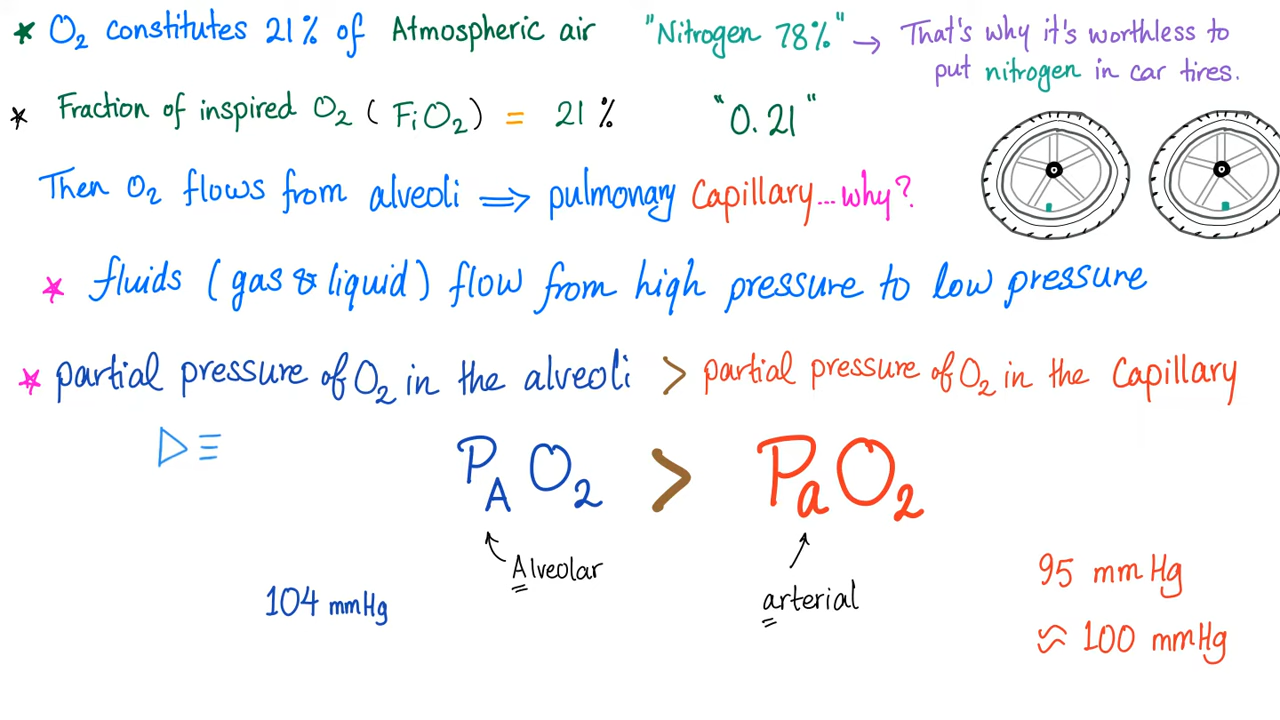 * O2 constitutes 21% of Atmospheric air "Nitrogen 78%" → That's why it's worthless to
put nitrogen in car tires.
* Fraction of inspired O2 (FiO2) = 21 % "0.21"
Then O2 flows from alveoli ⇒ pulmonary Capillary... why?
* fluids (gas & liquid) flow from high pressure to low pressure
* partial pressure of O2 in the alveoli > partial pressure of O2 in the Capillary
PAO2 > PaO2
Alveolar
arterial
104 mmHg
95 mmHg
≈ 100 mmHg